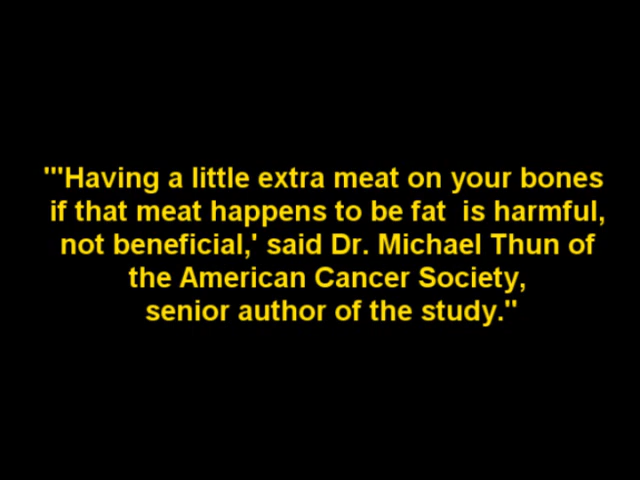 "'Having a little extra meat on your bones
if that meat happens to be fat  is harmful,
not beneficial,' said Dr. Michael Thun of
the American Cancer Society,
senior author of the study."